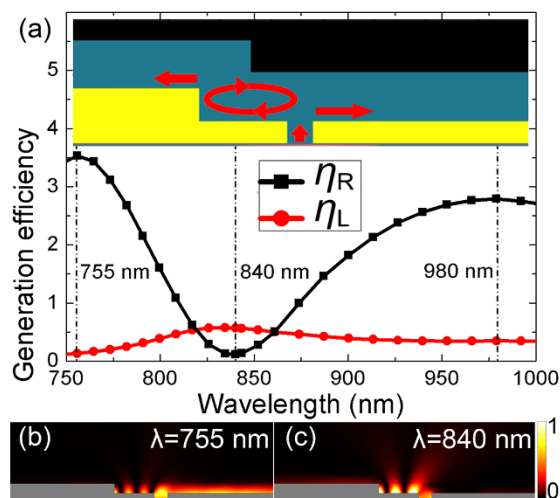 (a)
5
4
3
2
1
0
Generation efficiency
ηR
ηL
755 nm
840 nm
980 nm
750
800
850
900
950
1000
Wavelength (nm)
(b)
λ=755 nm
(c)
λ=840 nm
1
0